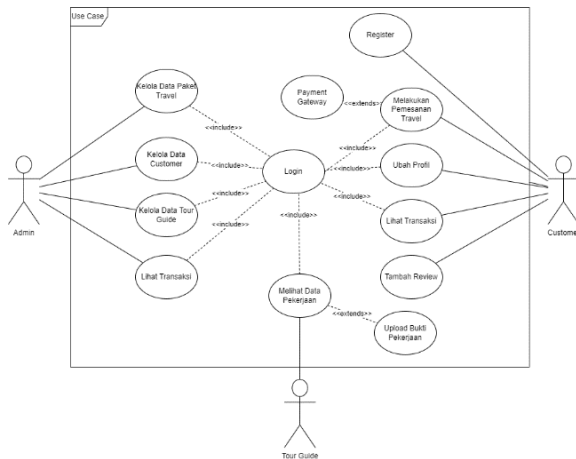 Use Case
Register
Kelola Data Paket
Travel
Payment
Gateway
<<extends>>
Melakukan
Pemesanan
Travel
<<include>>
<<include>>
Kelola Data
Customer
<<include>>
Login
<<include>>
Ubah Profil
Admin
Customer
Kelola Data Tour
Guide
<<include>>
<<include>>
Lihat Transaksi
<<include>>
<<include>>
Lihat Transaksi
Tambah Review
Melihat Data
Pekerjaan
<<extends>>
Upload Bukti
Pekerjaan
Tour Guide